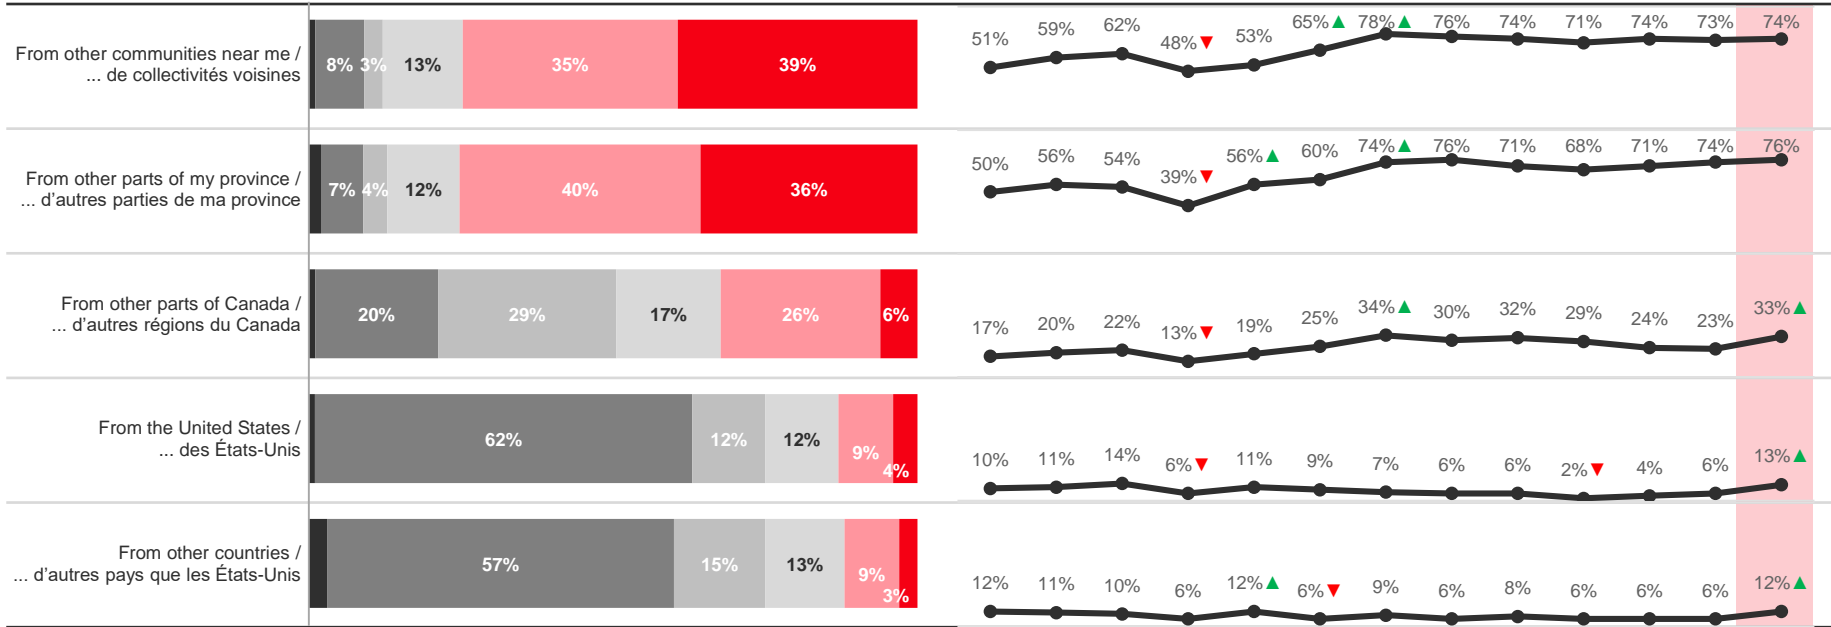 From other communities near me /
... de collectivités voisines
8% 3% 13% 35% 39%
51% 59% 62% 48% 53% 65% 78% 76% 74% 71% 74% 73% 74%
From other parts of my province /
... d'autres parties de ma province
7% 4% 12% 40% 36%
50% 56% 54% 39% 56% 60% 74% 76% 71% 68% 71% 74% 76%
From other parts of Canada /
... d'autres régions du Canada
20% 29% 17% 26% 6%
17% 20% 22% 13% 19% 25% 34% 30% 32% 29% 24% 23% 33%
From the United States /
... des États-Unis
62% 12% 12% 9% 4%
10% 11% 14% 6% 11% 9% 7% 6% 6% 2% 4% 6% 13%
From other countries /
... d'autres pays que les États-Unis
57% 15% 13% 9% 3%
12% 11% 10% 6% 12% 6% 9% 6% 8% 6% 6% 6% 12%